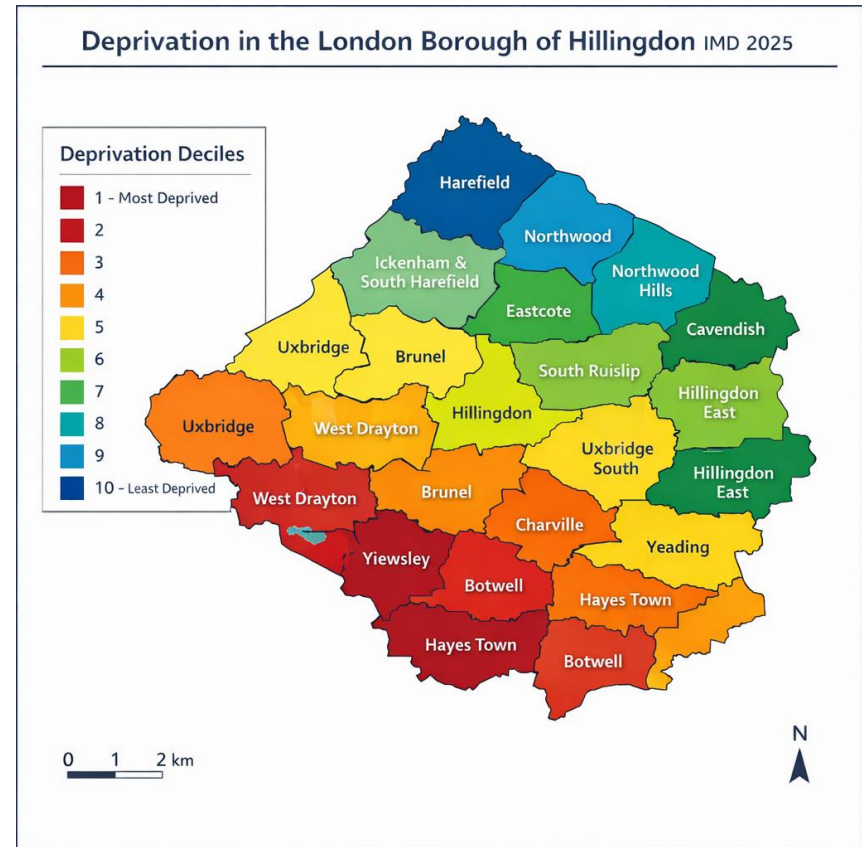 Deprivation in the London Borough of Hillingdon IMD 2025
Deprivation Deciles
1 - Most Deprived
2
3
4
5
6
7
8
9
10 - Least Deprived
Harefield
Northwood
Ickenham &
South Harefield
Northwood
Hills
Eastcote
Cavendish
Uxbridge
Brunel
South Ruislip
Hillingdon
East
Hillingdon
Uxbridge
West Drayton
Uxbridge
South
Hillingdon
East
West Drayton
Brunel
Charville
Yeading
Yiewsley
Botwell
Hayes Town
Hayes Town
Botwell
N
0 1 2 km